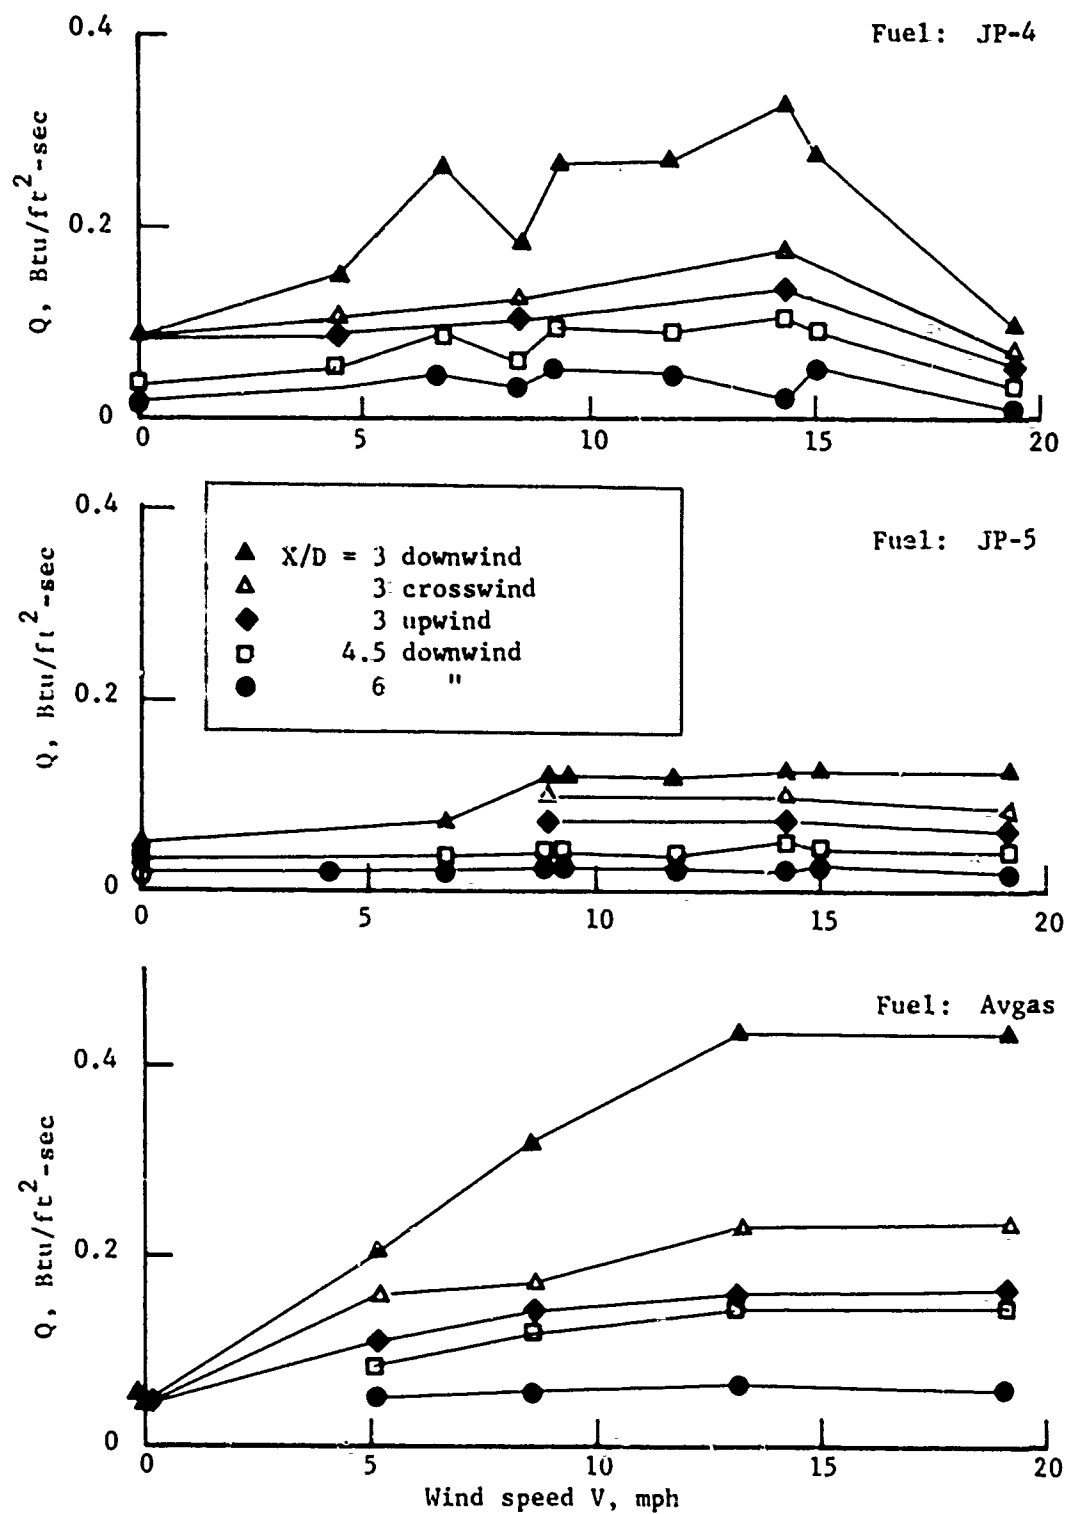 0.4
Fuel: JP-4
Q, Btu/ft²-sec
0.2
0
0 5 10 15 20
0.4
Fuel: JP-5
Q, Btu/ft²-sec
X/D = 3 downwind
3 crosswind
3 upwind
4.5 downwind
6 "
0.2
0
0 5 10 15 20
Fuel: Avgas
0.4
Q, Btu/ft²-sec
0.2
0
0 5 10 15 20
Wind speed V, mph